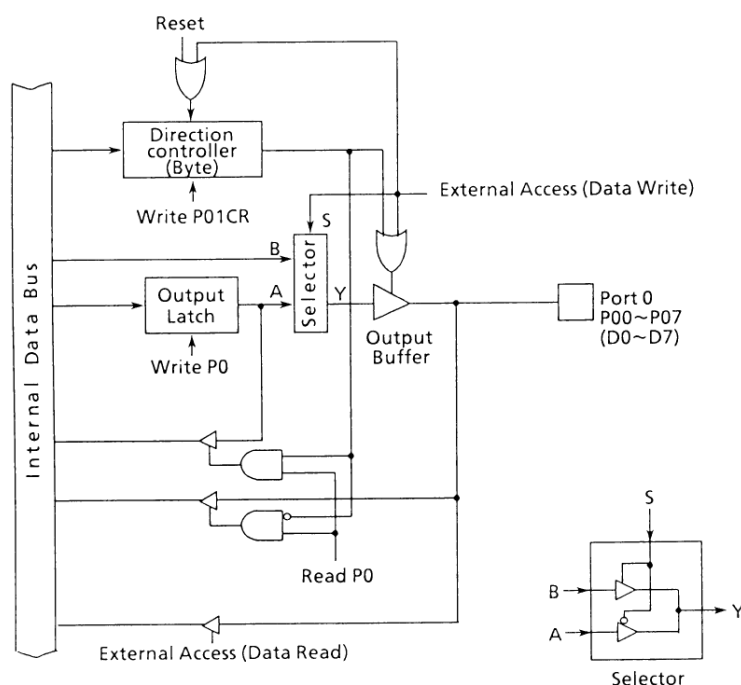 Reset
Direction
controller
(Byte)
Write P01CR
External Access (Data Write)
S
B
Selector
A
Y
Output
Latch
Write P0
Output
Buffer
Port 0
P00～P07
(D0～D7)
Internal Data Bus
Read P0
External Access (Data Read)
S
B
A
Y
Selector